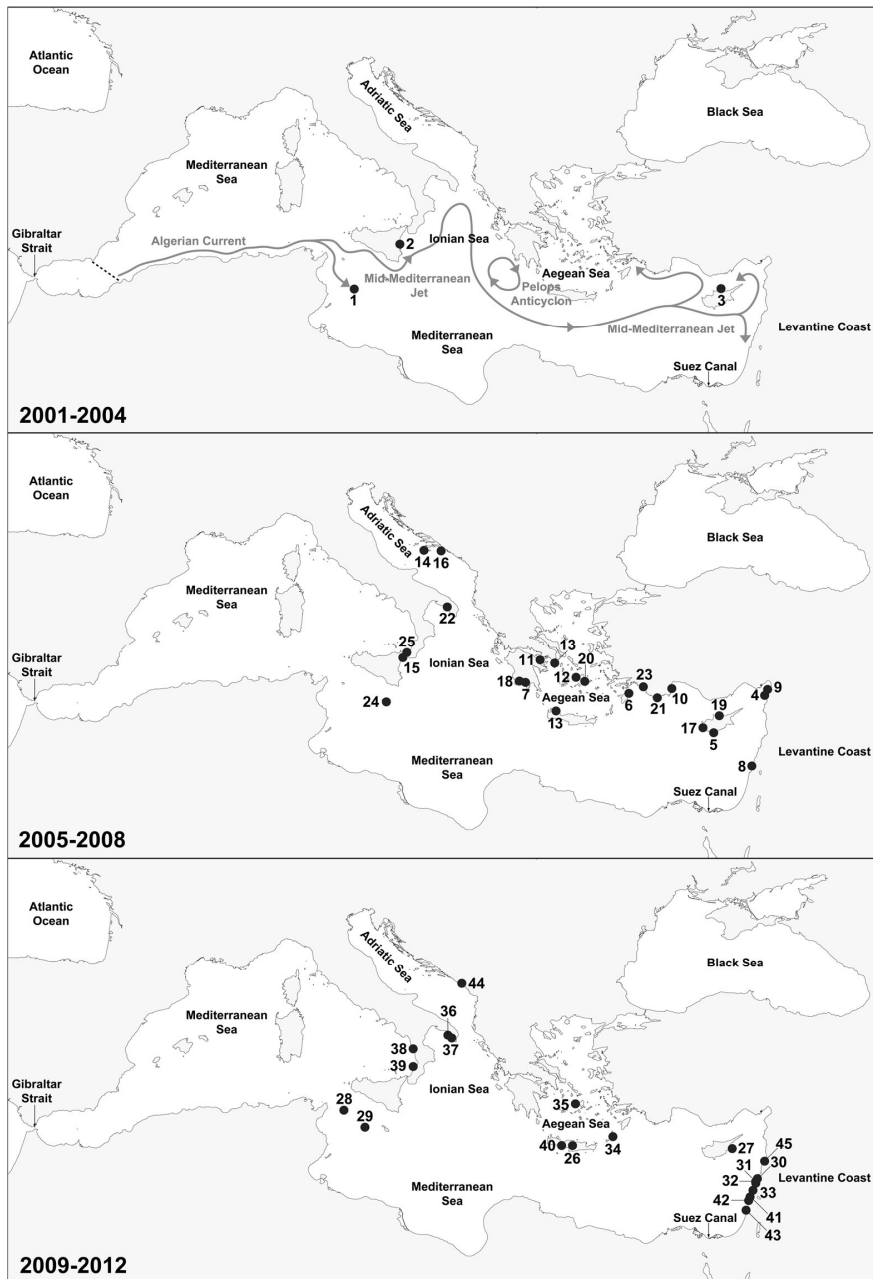 Atlantic
Ocean
Adriatic Sea
Black Sea
Mediterranean
Sea
Gibraltar
Strait
Algerian Current
2
Ionian Sea
Mid-Mediterranean
Jet
Aegean Sea
Pelops
Anticyclon
1
3
Mediterranean
Sea
Mid-Mediterranean Jet
Levantine Coast
Suez Canal
2001-2004
Atlantic
Ocean
Adriatic Sea
Black Sea
14
16
Mediterranean
Sea
22
25
15
Gibraltar
Strait
Ionian Sea
11
13
20
12
18
7
23
6
21
10
9
4
24
Aegean Sea
13
19
17
5
Mediterranean
Sea
8
Levantine Coast
Suez Canal
2005-2008
Atlantic
Ocean
Adriatic Sea
Black Sea
44
Mediterranean
Sea
36
37
38
39
Gibraltar
Strait
Ionian Sea
28
29
35
Aegean Sea
40
26
34
27
45
31
30
32
Levantine Coast
33
Mediterranean
Sea
42
41
Suez Canal
43
2009-2012